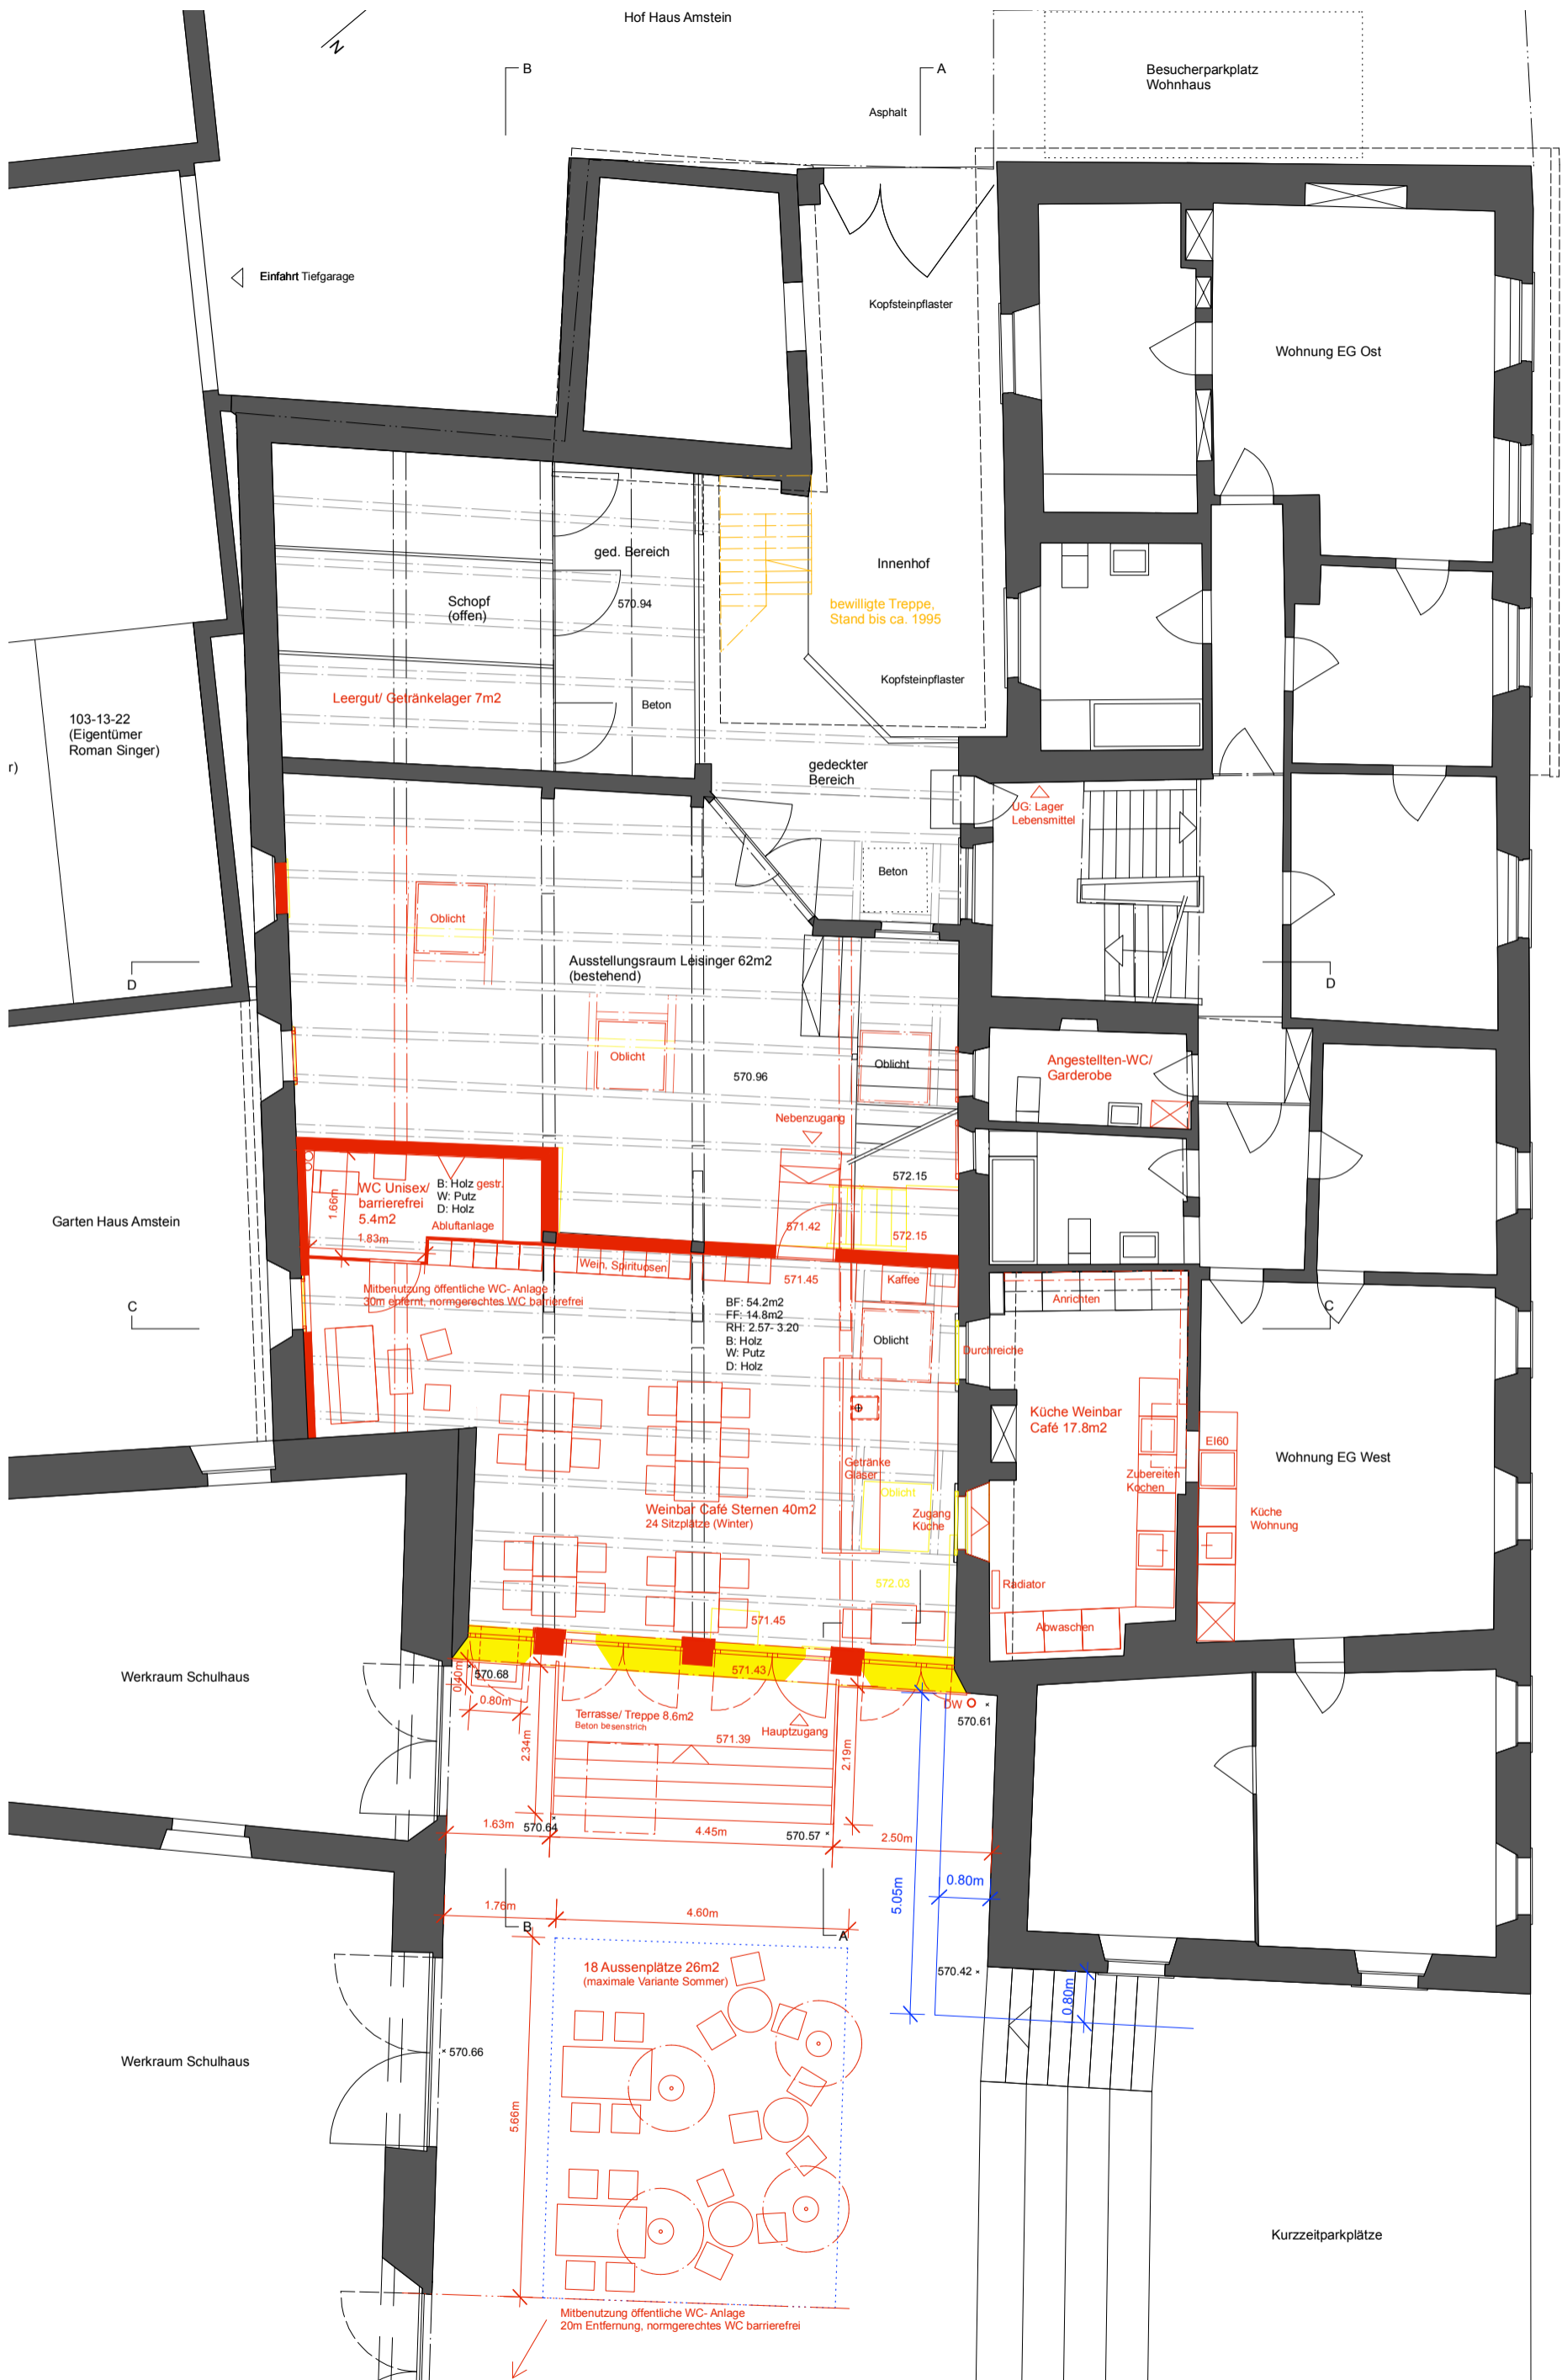 Hof Haus Amstein
N
B
A
Besucherparkplatz
Wohnhaus
Asphalt
Einfahrt Tiefgarage
Kopfsteinpflaster
Wohnung EG Ost
ged. Bereich
Innenhof
Schopf
(offen)
570.94
bewilligte Treppe,
Stand bis ca. 1995
Kopfsteinpflaster
Leergut/ Getränkelager 7m2
Beton
103-13-22
(Eigentümer
Roman Singer)
r)
gedeckter
Bereich
UG: Lager
Lebensmittel
Beton
Oblicht
Ausstellungsraum Leisinger 62m2
(bestehend)
D
D
Oblicht
Oblicht
Angestellten-WC/
Garderobe
570.96
Nebenzugang
572.15
WC Unisex/
barrierefrei
5.4m2
B: Holz gestr.
W: Putz
D: Holz
Abluftanlage
1.66m
1.83m
Garten Haus Amstein
571.42
572.15
Wein, Spirituosen
571.45
Kaffee
Mitbenutzung öffentliche WC- Anlage
30m entfernt, normgerechtes WC barrierefrei
Anrichten
C
C
BF: 54.2m2
FF: 14.8m2
RH: 2.57- 3.20
B: Holz
W: Putz
D: Holz
Oblicht
Durchreiche
Küche Weinbar
Café 17.8m2
EI60
Wohnung EG West
Getränke
Gläser
Zubereiten
Kochen
Oblicht
Weinbar Café Sternen 40m2
24 Sitzplätze (Winter)
Zugang
Küche
Küche
Wohnung
572.03
Radiator
571.45
Abwaschen
Werkraum Schulhaus
0.40m
570.68
571.43
0.80m
Terrasse/ Treppe 8.6m2
Beton besenstrich
Hauptzugang
DW
570.61
571.39
2.34m
2.19m
1.63m
570.64
4.45m
570.57
2.50m
5.05m
0.80m
1.76m
4.60m
B
A
18 Aussenplätze 26m2
(maximale Variante Sommer)
570.42
0.80m
570.66
Werkraum Schulhaus
5.66m
Kurzzeitparkplätze
Mitbenutzung öffentliche WC- Anlage
20m Entfernung, normgerechtes WC barrierefrei